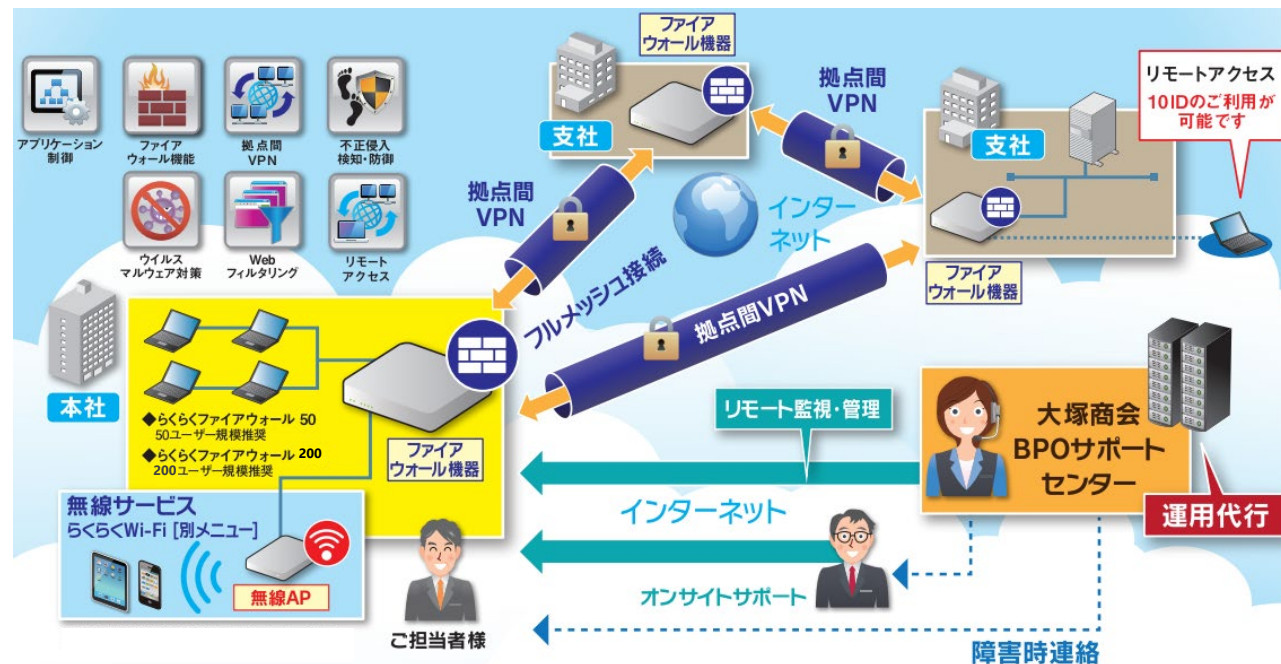 アプリケーション
制御
ファイア
ウォール機能
拠点間
VPN
不正侵入
検知・防御
ウイルス
マルウェア対策
Web
フィルタリング
リモート
アクセス
ファイア
ウォール機器
支社
拠点間
VPN
支社
ファイア
ウォール機器
リモートアクセス
10IDのご利用が
可能です
拠点間
VPN
インター
ネット
フルメッシュ接続
拠点間VPN
本社
◆らくらくファイアウォール 50
50ユーザー規模推奨
◆らくらくファイアウォール 200
200ユーザー規模推奨
ファイア
ウォール機器
無線サービス
らくらくWi-Fi [別メニュー]
無線AP
ご担当者様
リモート監視・管理
インターネット
オンサイトサポート
大塚商会
BPOサポート
センター
運用代行
障害時連絡